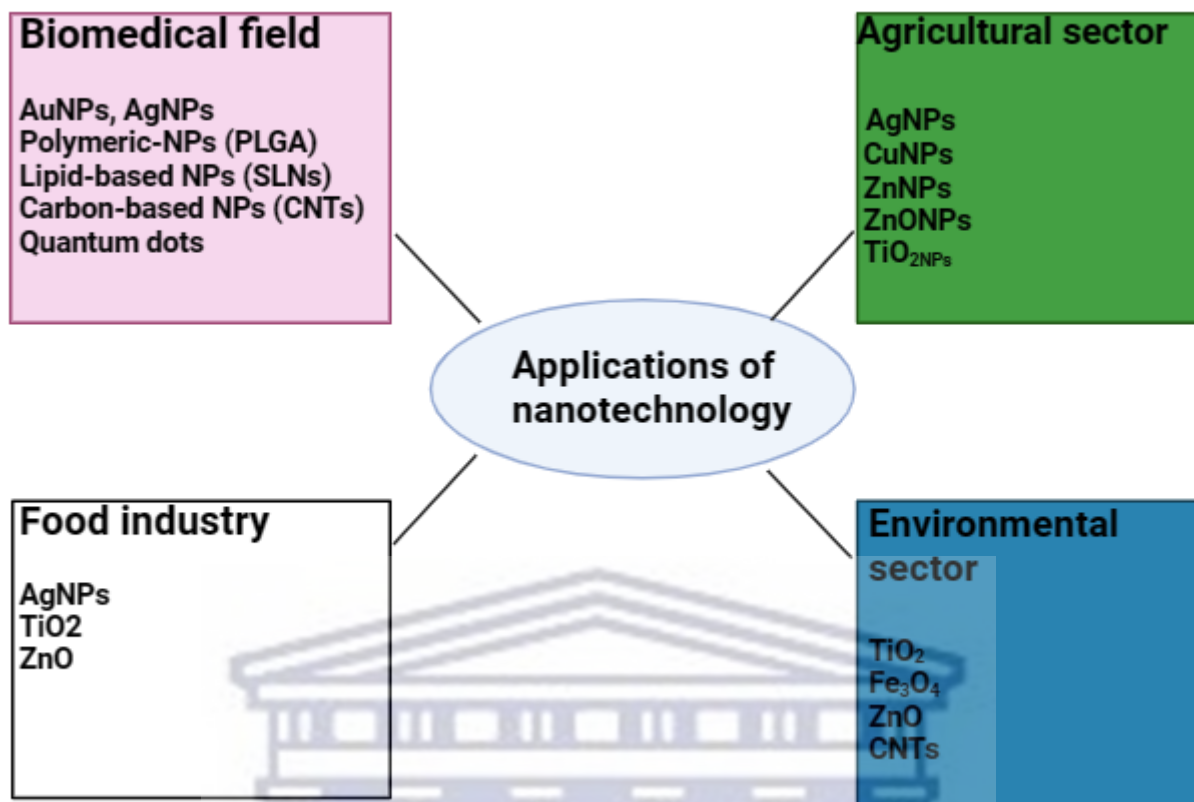 Biomedical field
AuNPs, AgNPs
Polymeric-NPs (PLGA)
Lipid-based NPs (SLNs)
Carbon-based NPs (CNTs)
Quantum dots
Agricultural sector
AgNPs
CuNPs
ZnNPs
ZnONPs
TiO₂NPs
Applications of
nanotechnology
Food industry
AgNPs
TiO2
ZnO
Environmental
sector
TiO₂
Fe₃O₄
ZnO
CNTs